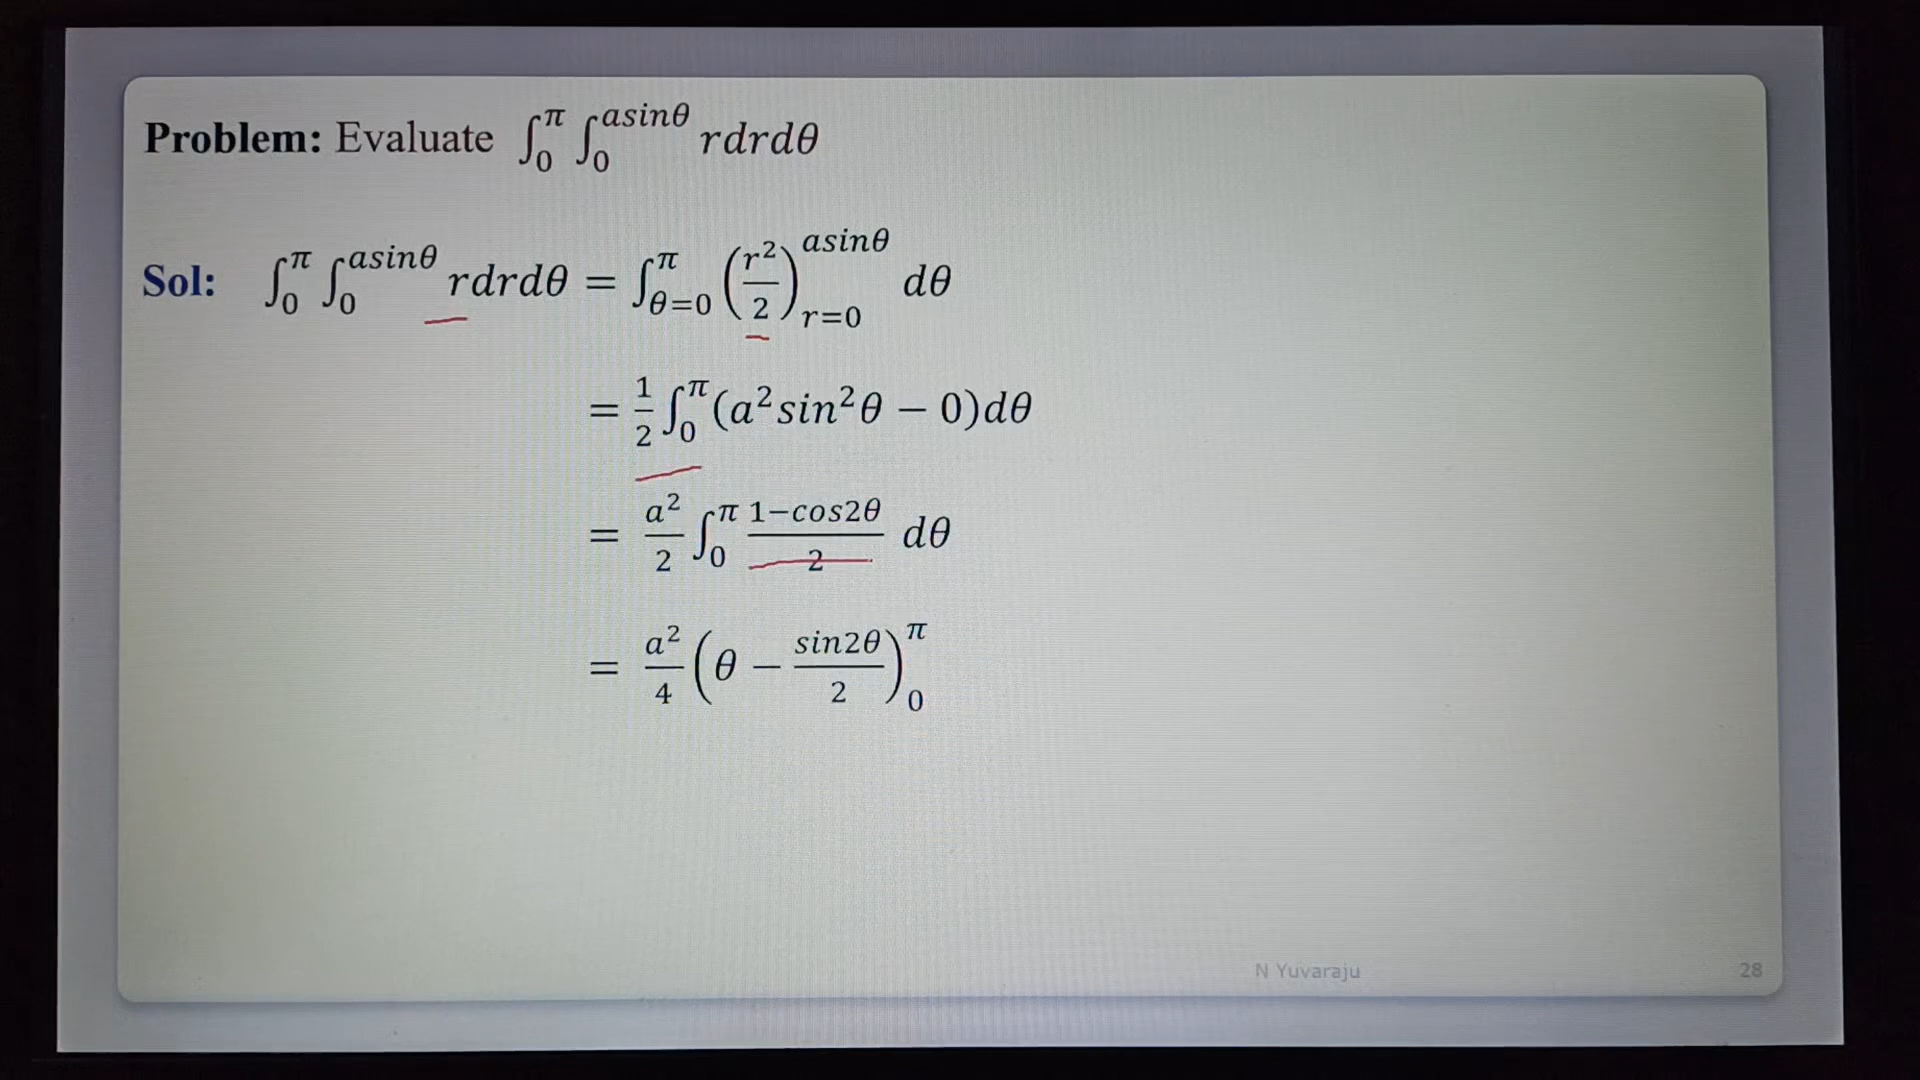 Problem: Evaluate ∫₀^π ∫₀^{asinθ} rdrdθ
Sol: ∫₀^π ∫₀^{asinθ} rdrdθ = ∫_{θ=0}^π (r²/2)_{r=0}^{asinθ} dθ
= 1/2 ∫₀^π (a²sin²θ − 0)dθ
= a²/2 ∫₀^π (1−cos2θ)/2 dθ
= a²/4 (θ − sin2θ/2)₀^π
N Yuvaraju 28